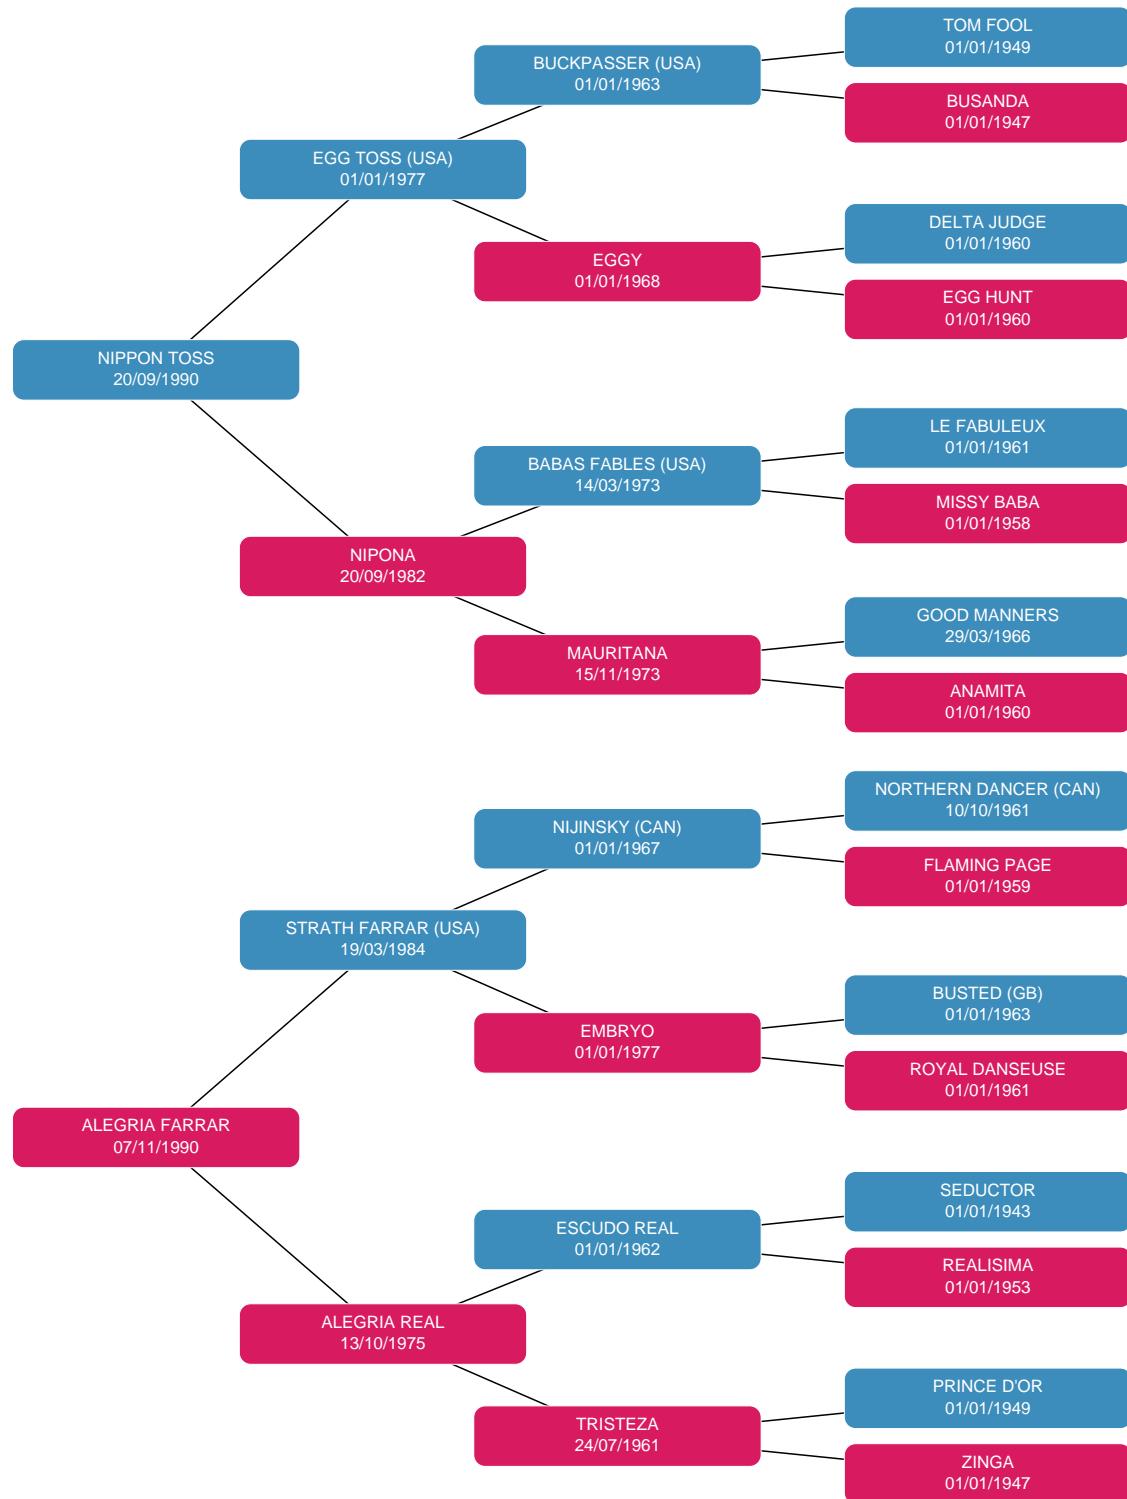 TOM FOOL
01/01/1949
BUCKPASSER (USA)
01/01/1963
BUSANDA
01/01/1947
EGG TOSS (USA)
01/01/1977
DELTA JUDGE
01/01/1960
EGGY
01/01/1968
EGG HUNT
01/01/1960
NIPPON TOSS
20/09/1990
LE FABULEUX
01/01/1961
BABAS FABLES (USA)
14/03/1973
MISSY BABA
01/01/1958
NIPONA
20/09/1982
GOOD MANNERS
29/03/1966
MAURITANA
15/11/1973
ANAMITA
01/01/1960
NORTHERN DANCER (CAN)
10/10/1961
NIJINSKY (CAN)
01/01/1967
FLAMING PAGE
01/01/1959
STRATH FARRAR (USA)
19/03/1984
BUSTED (GB)
01/01/1963
EMBRYO
01/01/1977
ROYAL DANSEUSE
01/01/1961
ALEGRIA FARRAR
07/11/1990
SEDUCTOR
01/01/1943
ESCUDO REAL
01/01/1962
REALISIMA
01/01/1953
ALEGRIA REAL
13/10/1975
PRINCE D'OR
01/01/1949
TRISTEZA
24/07/1961
ZINGA
01/01/1947